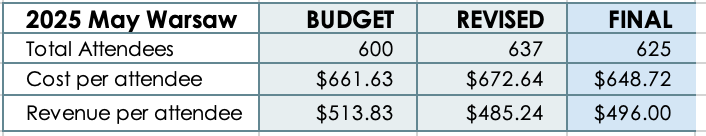 2025 May Warsaw BUDGET REVISED FINAL
Total Attendees 600 637 625
Cost per attendee $661.63 $672.64 $648.72
Revenue per attendee $513.83 $485.24 $496.00